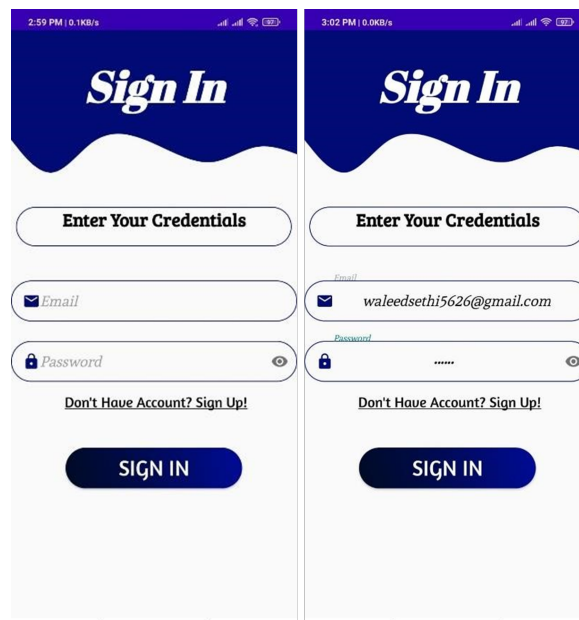 2:59 PM | 0.1KB/s
97
Sign In
Enter Your Credentials
Email
Password
Don't Have Account? Sign Up!
SIGN IN
3:02 PM | 0.0KB/s
97
Sign In
Enter Your Credentials
Email
waleedsethi5626@gmail.com
Password
••••••
Don't Have Account? Sign Up!
SIGN IN